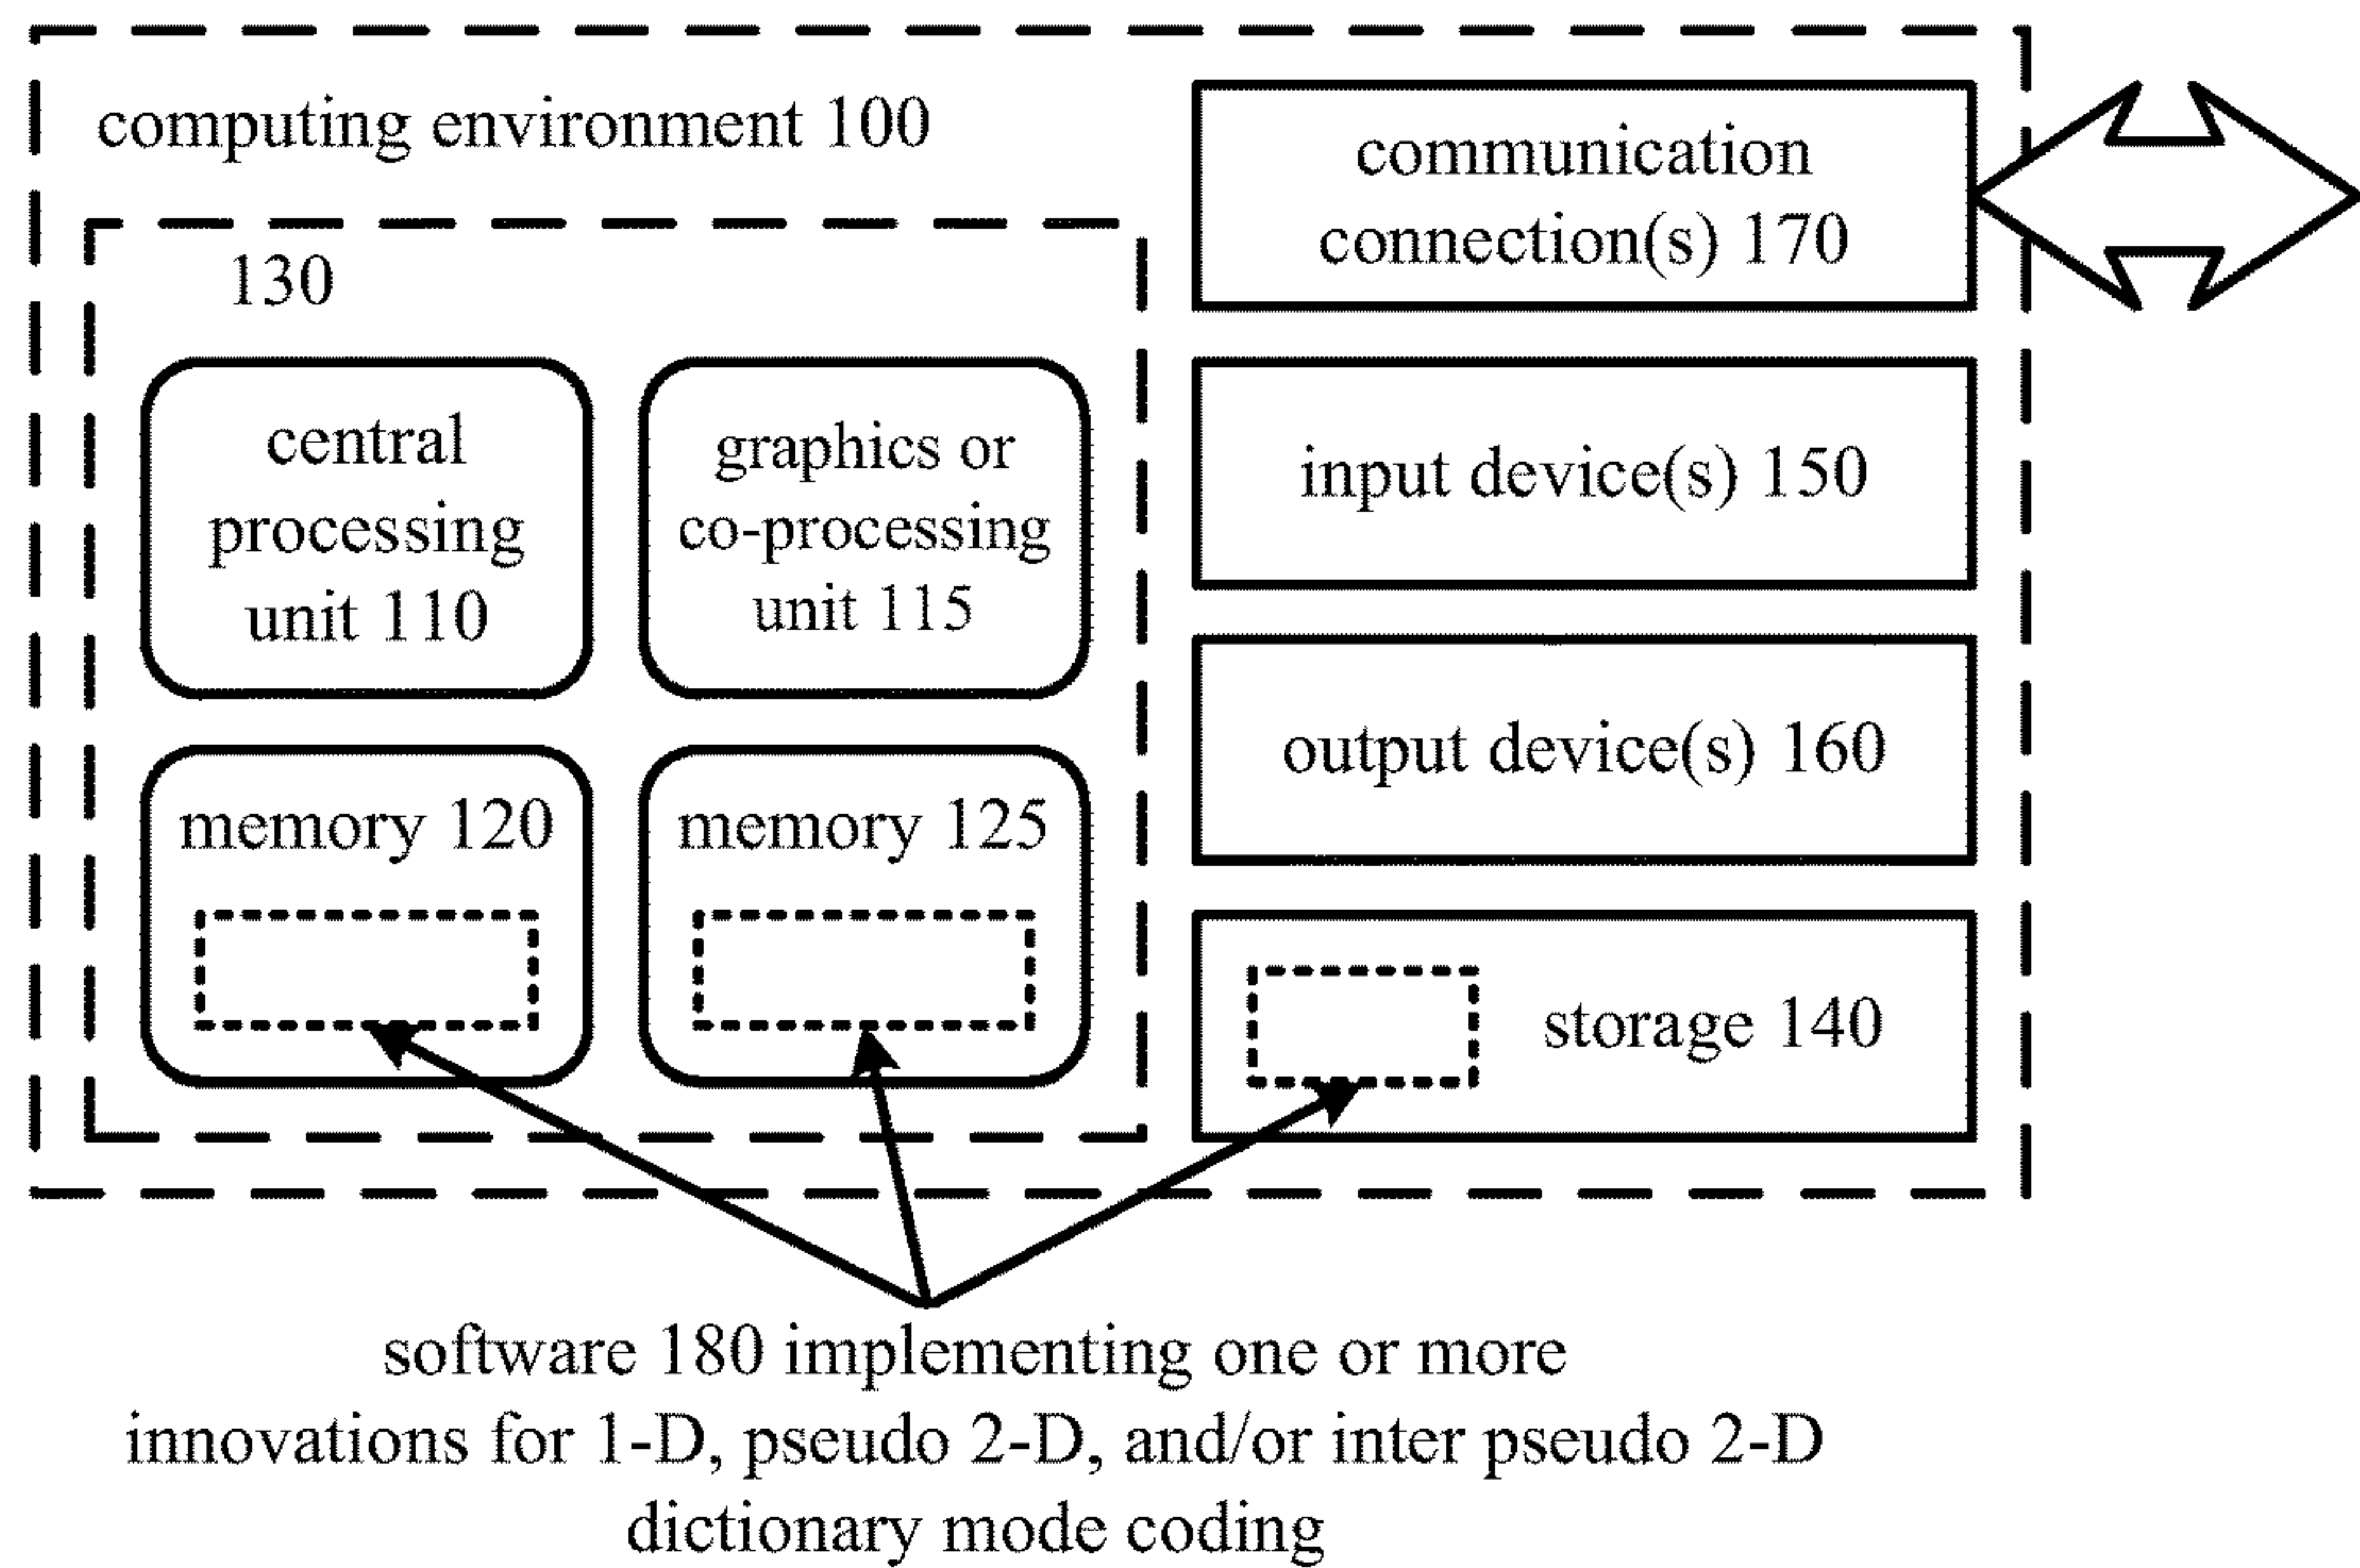 computing environment 100
communication
connection(s) 170
130
central
processing
unit 110
graphics or
co-processing
unit 115
input device(s) 150
output device(s) 160
memory 120
memory 125
storage 140
software 180 implementing one or more
innovations for 1-D, pseudo 2-D, and/or inter pseudo 2-D
dictionary mode coding